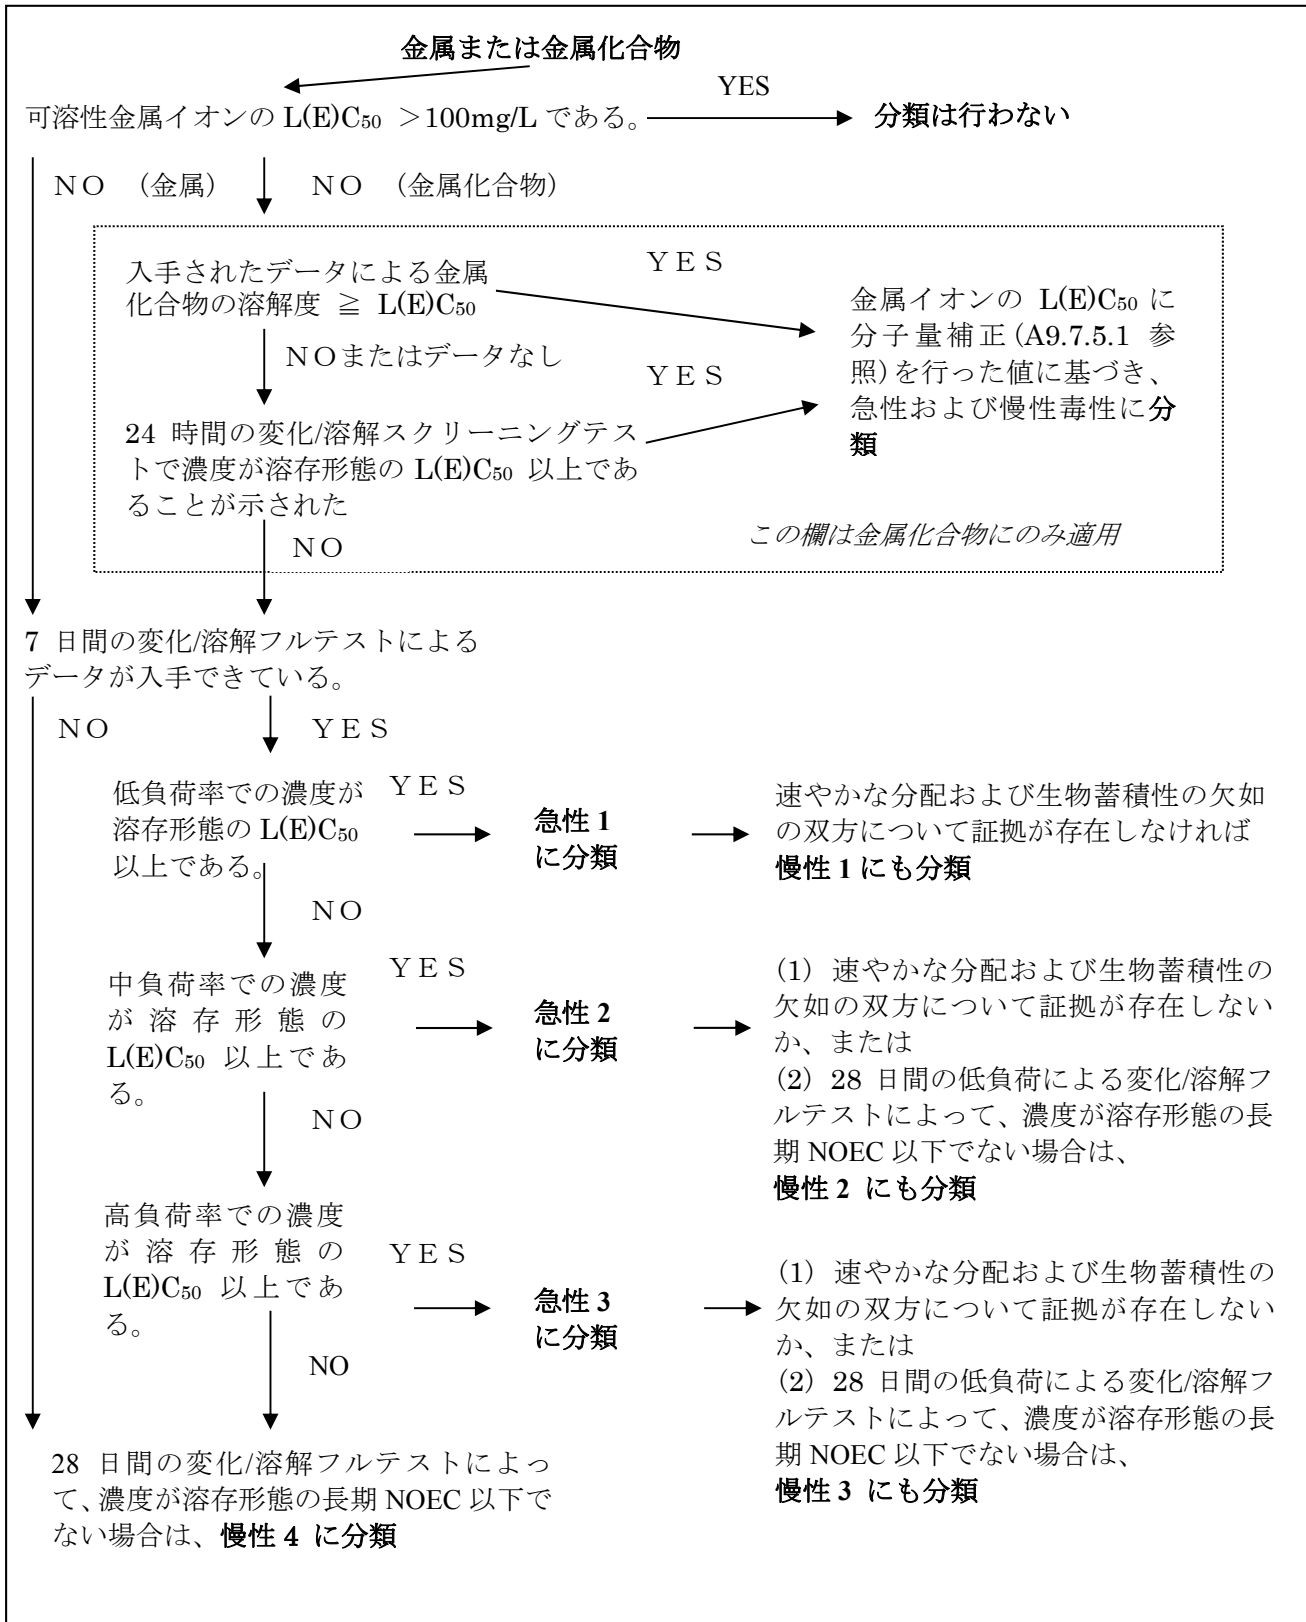 金属または金属化合物
YES
可溶性金属イオンの L(E)C₅₀ ＞100mg/L である。
分類は行わない
ＮＯ （金属）
ＮＯ （金属化合物）
入手されたデータによる金属
化合物の溶解度 ≧ L(E)C₅₀
ＹＥＳ
金属イオンの L(E)C₅₀ に
分子量補正(A9.7.5.1 参
照)を行った値に基づき、
急性および慢性毒性に分
類
ＮＯまたはデータなし
ＹＥＳ
24 時間の変化/溶解スクリーニングテス
トで濃度が溶存形態の L(E)C₅₀ 以上であ
ることが示された
この欄は金属化合物にのみ適用
ＮＯ
7 日間の変化/溶解フルテストによる
データが入手できている。
ＮＯ
ＹＥＳ
低負荷率での濃度が
溶存形態の L(E)C₅₀
以上である。
ＹＥＳ
急性 1
に分類
速やかな分配および生物蓄積性の欠如
の双方について証拠が存在しなければ
慢性 1 にも分類
ＮＯ
中負荷率での濃度
が溶存形態の
L(E)C₅₀ 以上であ
る。
ＹＥＳ
急性 2
に分類
(1) 速やかな分配および生物蓄積性の
欠如の双方について証拠が存在しない
か、または
(2) 28 日間の低負荷による変化/溶解フ
ルテストによって、濃度が溶存形態の長
期 NOEC 以下でない場合は、
慢性 2 にも分類
ＮＯ
高負荷率での濃度
が溶存形態の
L(E)C₅₀ 以上であ
る。
ＹＥＳ
急性 3
に分類
(1) 速やかな分配および生物蓄積性の
欠如の双方について証拠が存在しない
か、または
(2) 28 日間の低負荷による変化/溶解フ
ルテストによって、濃度が溶存形態の長
期 NOEC 以下でない場合は、
慢性 3 にも分類
NO
28 日間の変化/溶解フルテストによっ
て、濃度が溶存形態の長期 NOEC 以下で
ない場合は、慢性 4 に分類